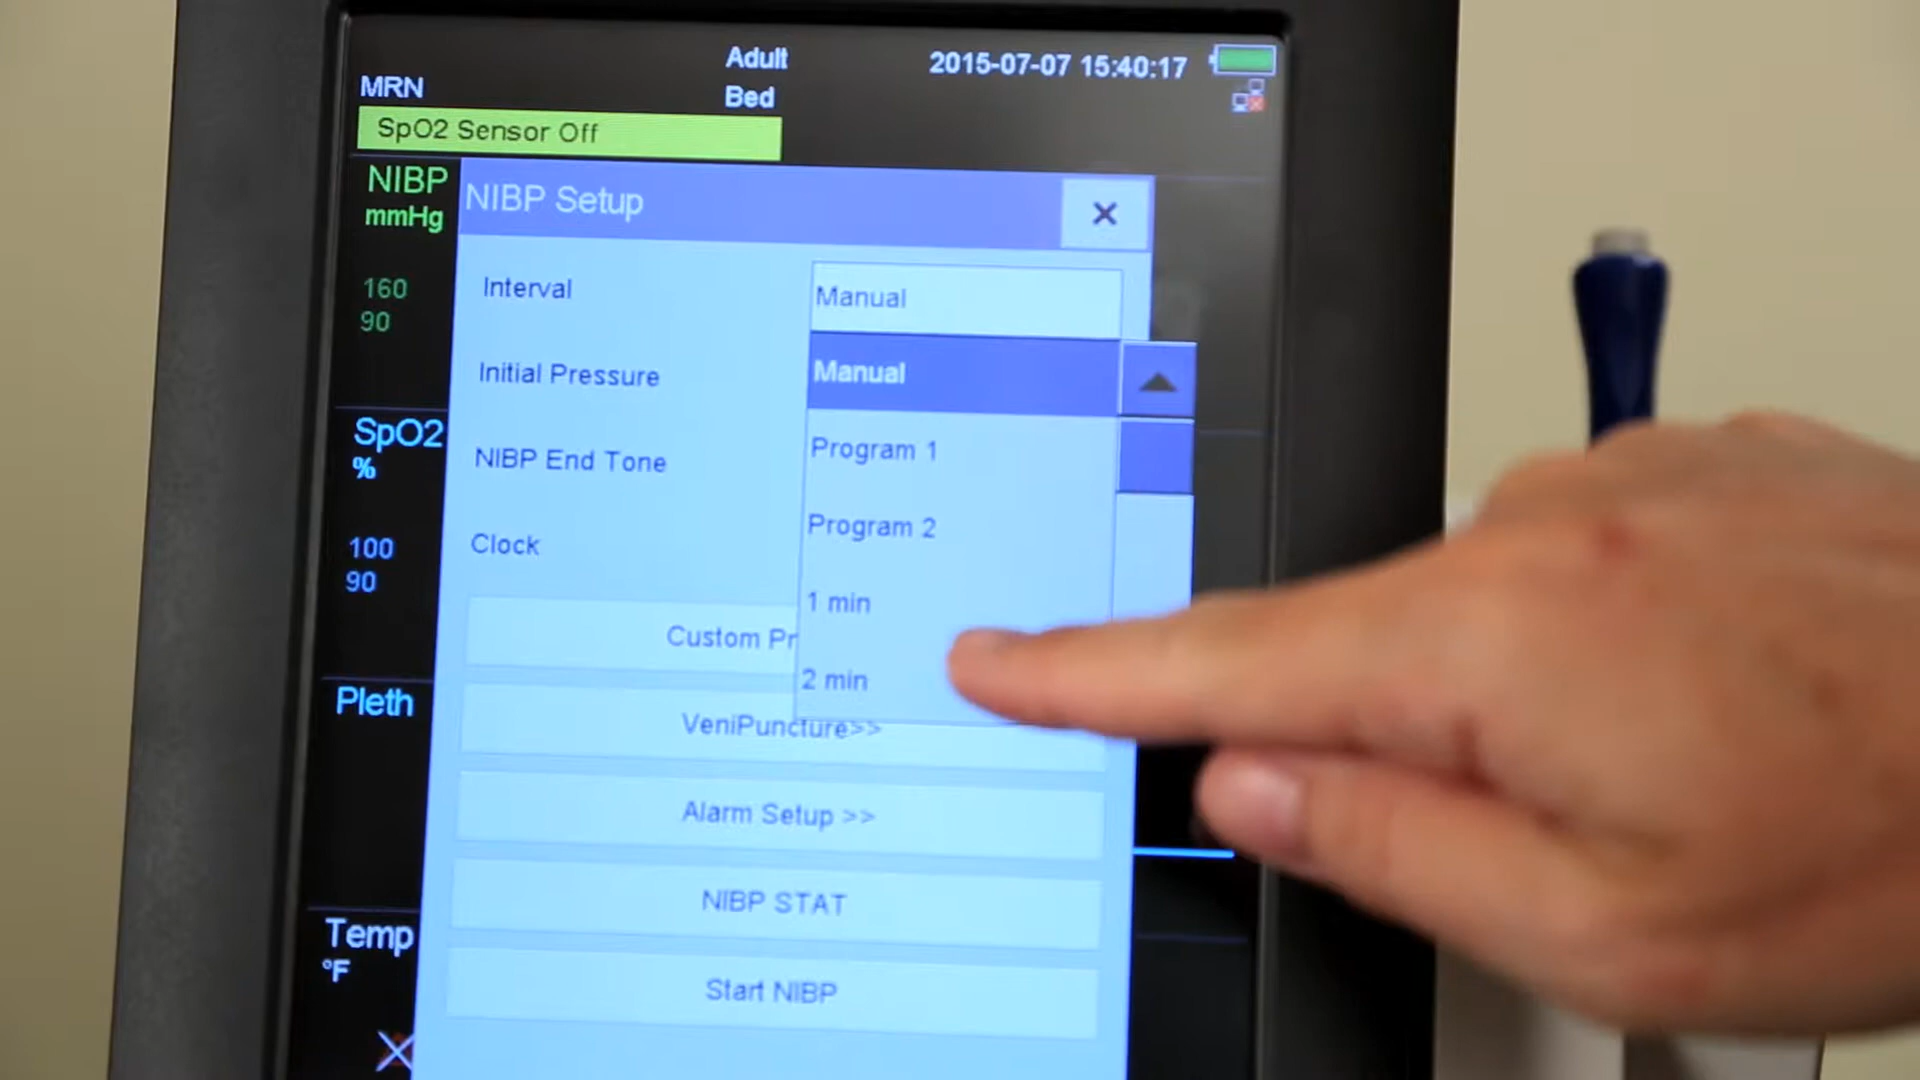 Adult
2015-07-07 15:40:17
MRN
Bed
SpO2 Sensor Off
NIBP
mmHg
160
90
SpO2
%
100
90
Pleth
Temp
°F
NIBP Setup
Interval
Manual
Initial Pressure
Manual
Program 1
NIBP End Tone
Program 2
Clock
1 min
Custom Pr
2 min
VeniPuncture>>
Alarm Setup >>
NIBP STAT
Start NIBP